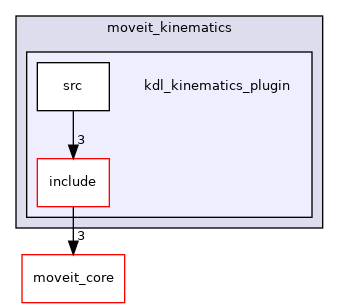 moveit_kinematics
src
kdl_kinematics_plugin
3
include
3
moveit_core